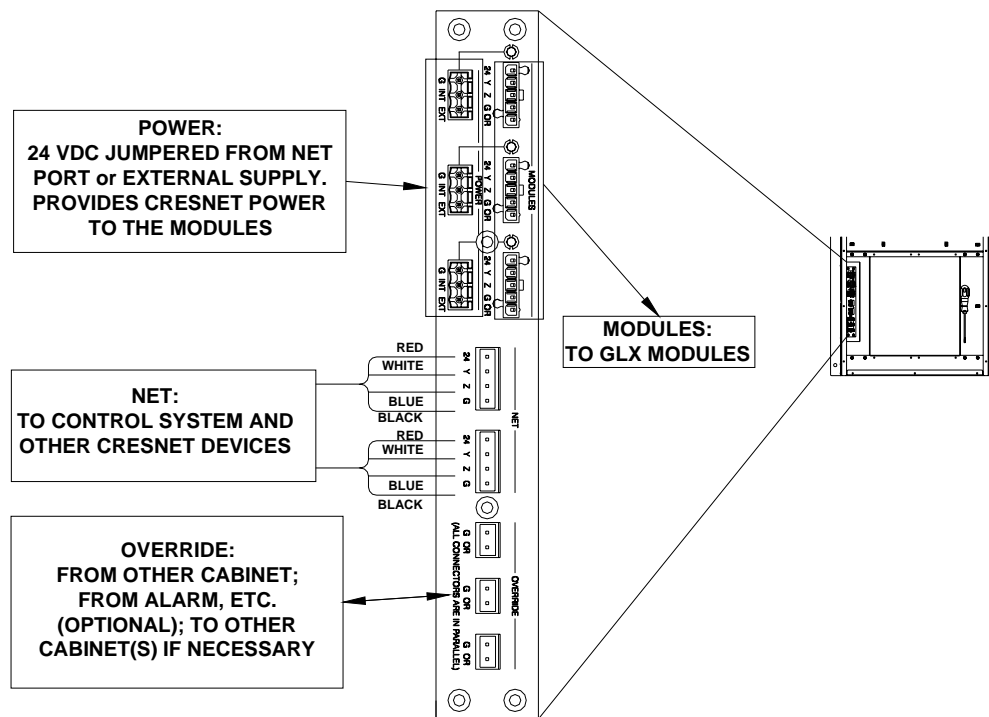 POWER:
24 VDC JUMPERED FROM NET
PORT or EXTERNAL SUPPLY.
PROVIDES CRESNET POWER
TO THE MODULES
G INT EXT
24 Y Z G OR
G INT EXT
POWER
24 Y Z G OR
MODULES
G INT EXT
24 Y Z G OR
MODULES:
TO GLX MODULES
NET:
TO CONTROL SYSTEM AND
OTHER CRESNET DEVICES
RED
WHITE
BLUE
BLACK
24 Y Z G
NET
RED
WHITE
BLUE
BLACK
24 Y Z G
OVERRIDE:
FROM OTHER CABINET;
FROM ALARM, ETC.
(OPTIONAL); TO OTHER
CABINET(S) IF NECESSARY
(ALL CONNECTORS ARE IN PARALLEL)
G OR
G OR
G OR
OVERRIDE